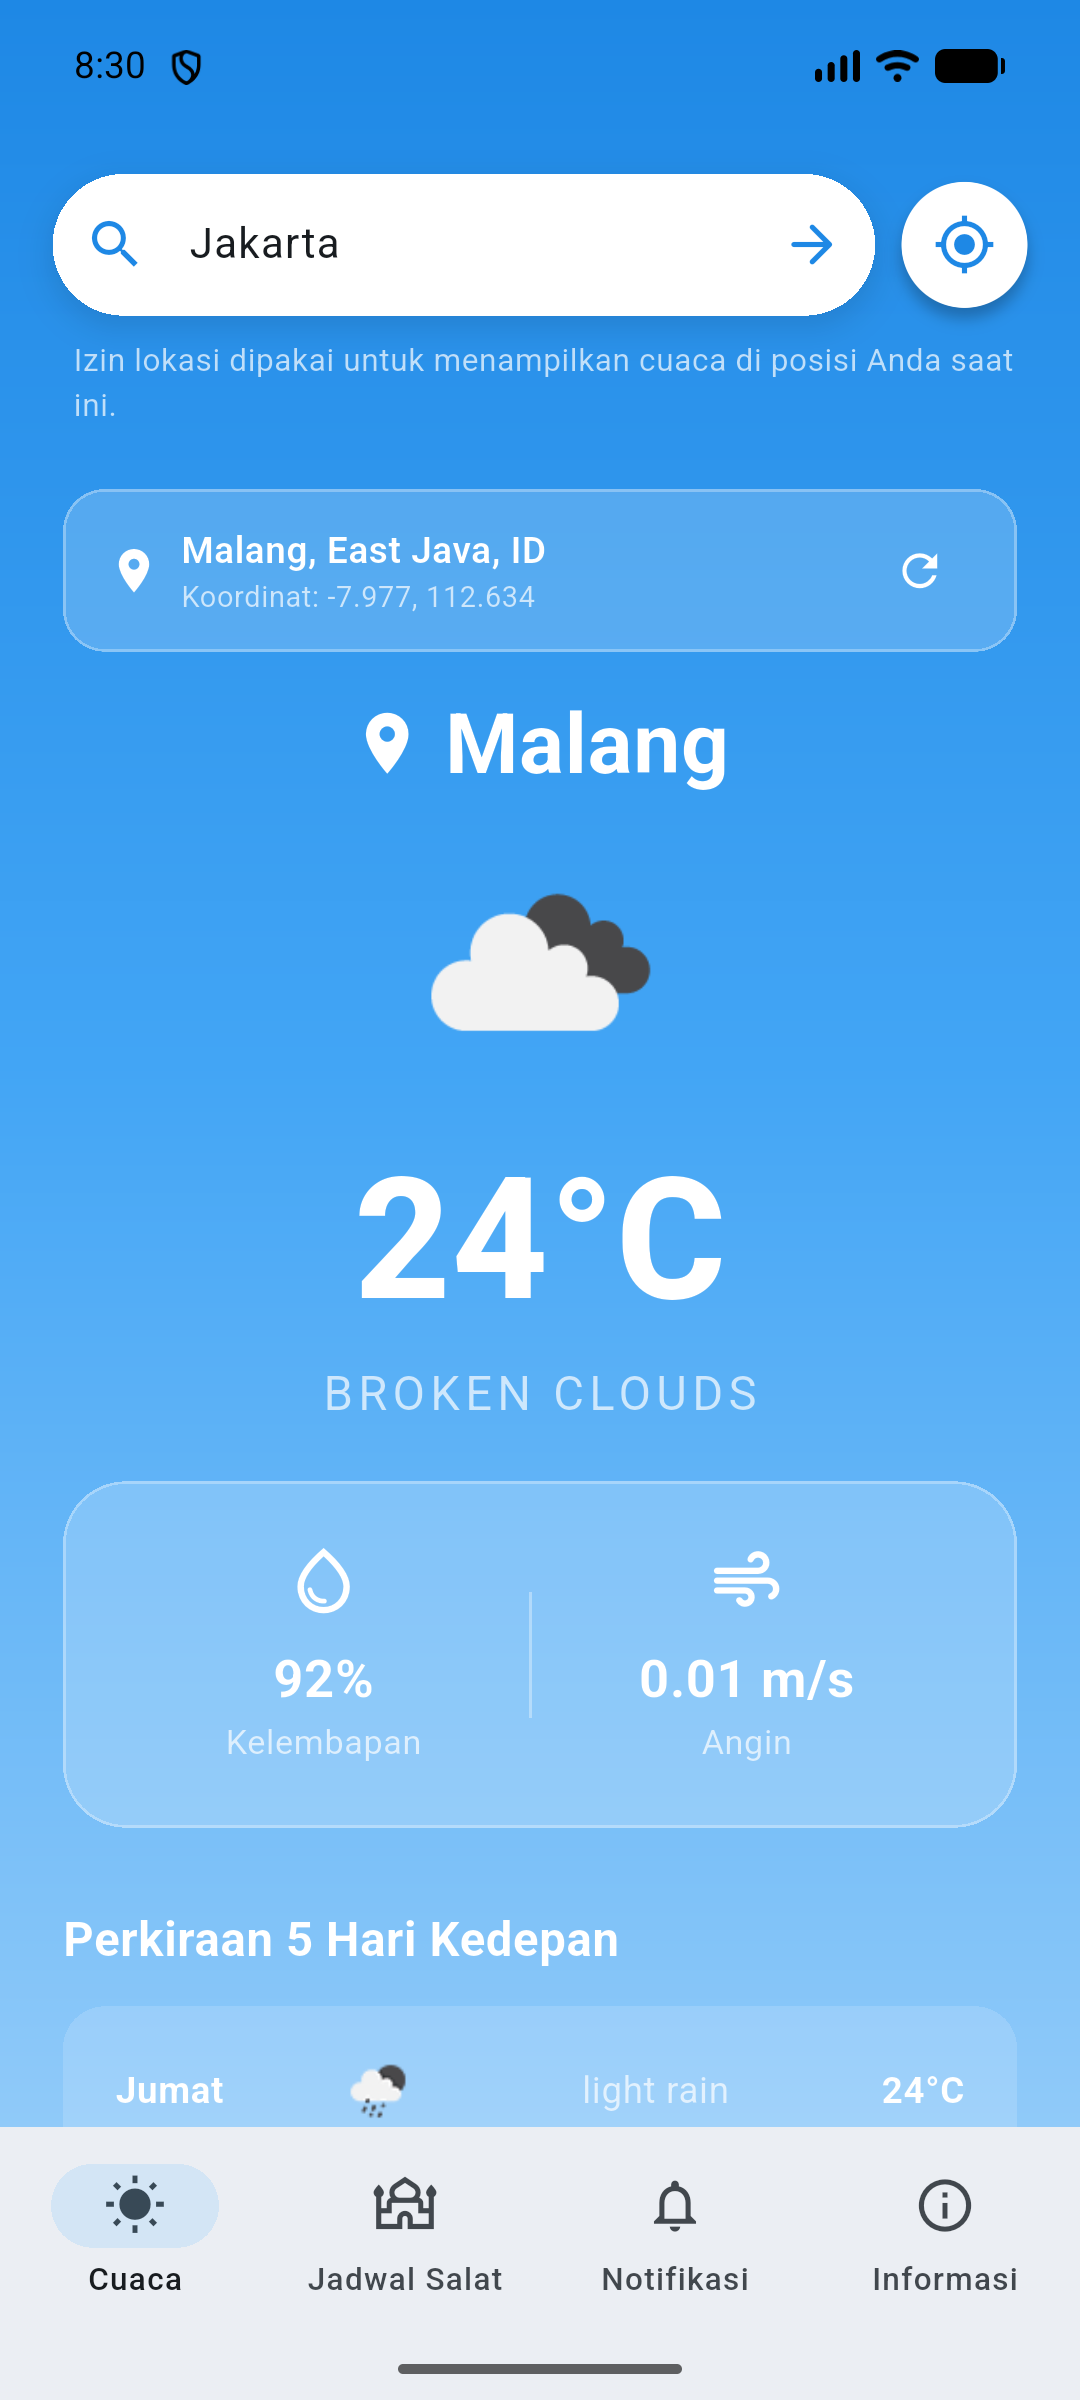 8:30
Jakarta
Izin lokasi dipakai untuk menampilkan cuaca di posisi Anda saat
ini.
Malang, East Java, ID
Koordinat: -7.977, 112.634
Malang
24°C
BROKEN CLOUDS
92%
Kelembapan
0.01 m/s
Angin
Perkiraan 5 Hari Kedepan
Jumat light rain 24°C
Cuaca
Jadwal Salat
Notifikasi
Informasi